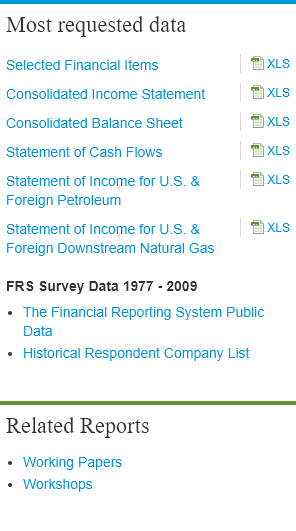 Most requested data
Selected Financial Items XLS
Consolidated Income Statement XLS
Consolidated Balance Sheet XLS
Statement of Cash Flows XLS
Statement of Income for U.S. & XLS
Foreign Petroleum
Statement of Income for U.S. & XLS
Foreign Downstream Natural Gas
FRS Survey Data 1977 - 2009
The Financial Reporting System Public
Data
Historical Respondent Company List
Related Reports
Working Papers
Workshops